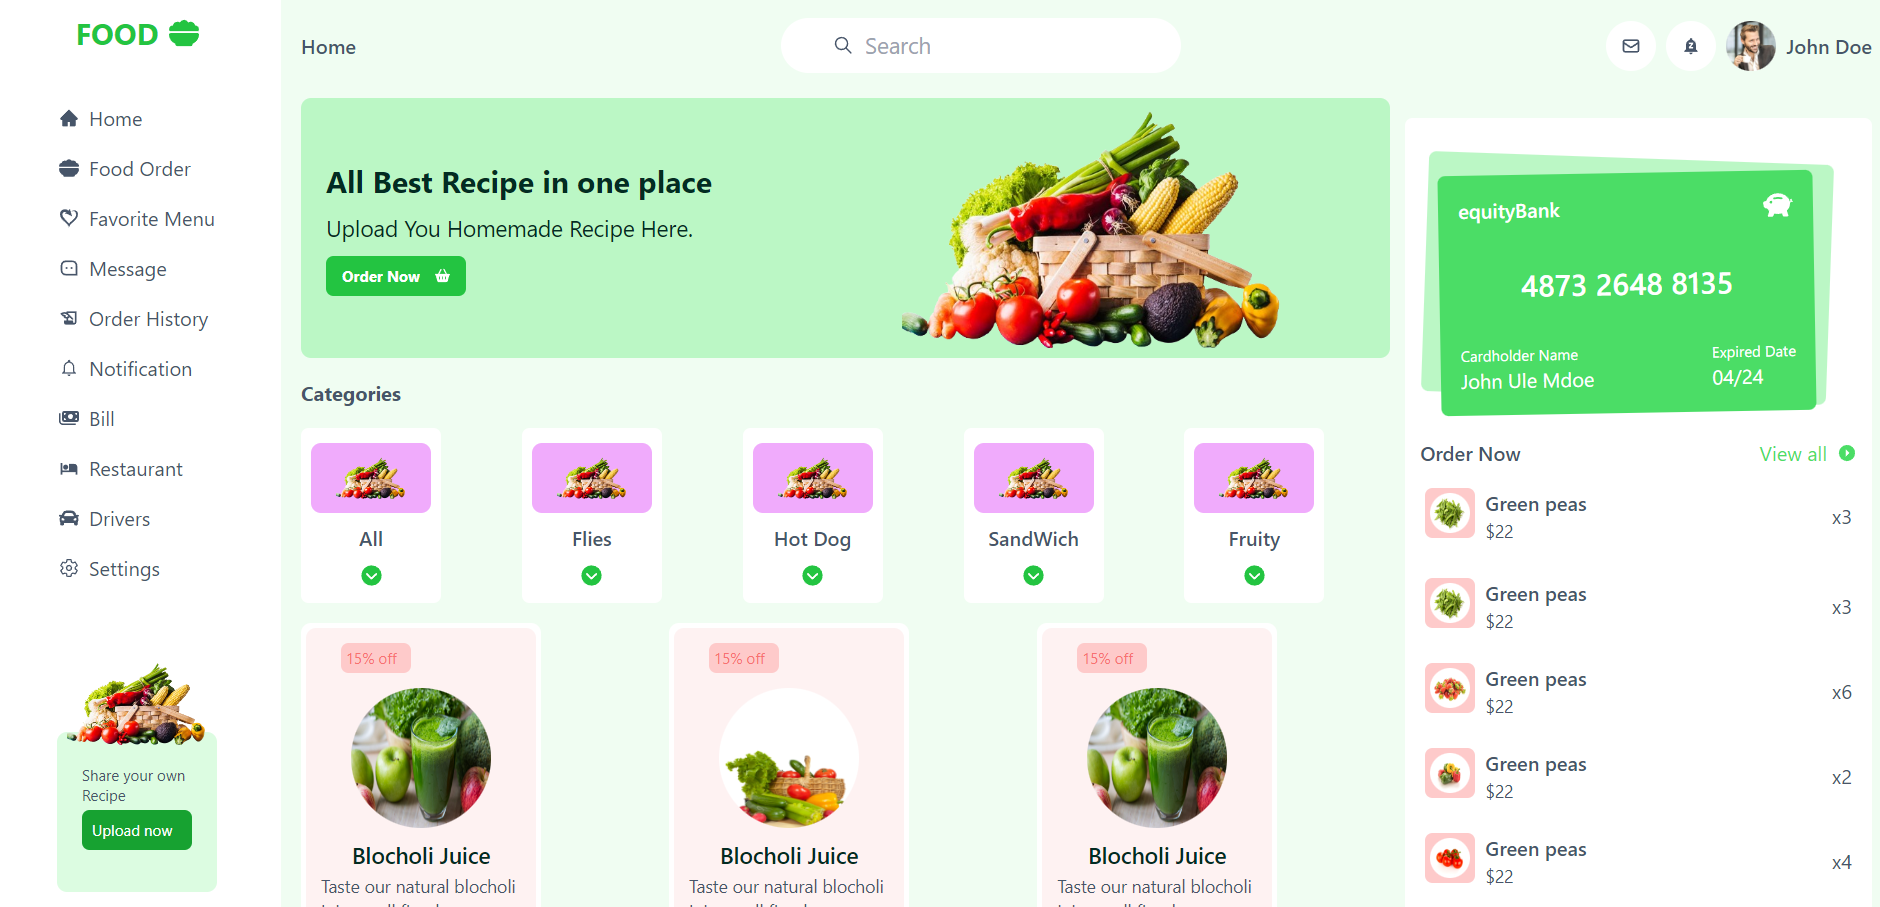 FOOD
Home
Food Order
Favorite Menu
Message
Order History
Notification
Bill
Restaurant
Drivers
Settings
Share your own
Recipe
Upload now
Home
Search
John Doe
All Best Recipe in one place
Upload You Homemade Recipe Here.
Order Now
Categories
All
Flies
Hot Dog
SandWich
Fruity
15% off
Blocholi Juice
Taste our natural blocholi
15% off
Blocholi Juice
Taste our natural blocholi
15% off
Blocholi Juice
Taste our natural blocholi
equityBank
4873 2648 8135
Cardholder Name
John Ule Mdoe
Expired Date
04/24
Order Now
View all
Green peas
$22
x3
Green peas
$22
x3
Green peas
$22
x6
Green peas
$22
x2
Green peas
$22
x4